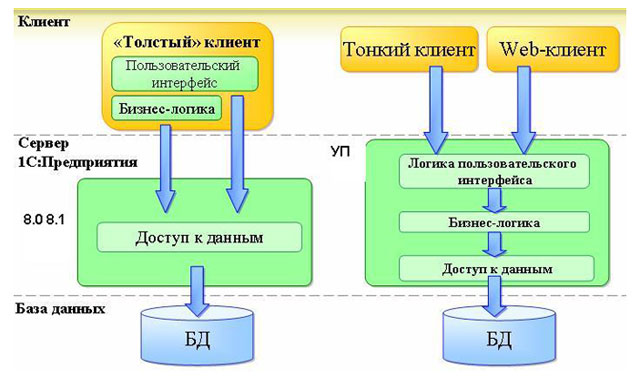 Клиент
«Толстый» клиент
Пользовательский
интерфейс
Бизнес-логика
Тонкий клиент
Web-клиент
Сервер
1С:Предприятия
8.0 8.1
Доступ к данным
УП
Логика пользовательского
интерфейса
Бизнес-логика
Доступ к данным
База данных
БД
БД